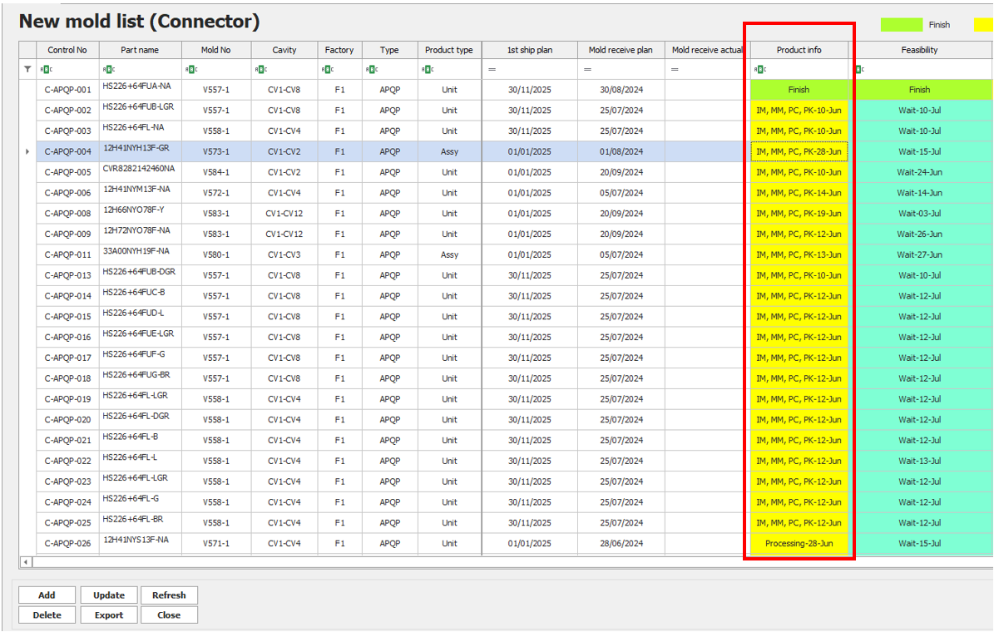 New mold list (Connector)
Finish
Control No Part name Mold No Cavity Factory Type Product type 1st ship plan Mold receive plan Mold receive actual Product info Feasibility
C-APQP-001 HS226+64FUA-NA V557-1 CV1-CV8 F1 APQP Unit 30/11/2025 30/08/2024 Finish Finish
C-APQP-002 HS226+64FUB-LGR V557-1 CV1-CV8 F1 APQP Unit 30/11/2025 25/07/2024 IM, MM, PC, PK-10-Jun Wait-10-Jul
C-APQP-003 HS226+64FL-NA V558-1 CV1-CV4 F1 APQP Unit 30/11/2025 25/07/2024 IM, MM, PC, PK-10-Jun Wait-10-Jul
C-APQP-004 12H41NYH13F-GR V573-1 CV1-CV2 F1 APQP Assy 01/01/2025 01/08/2024 IM, MM, PC, PK-28-Jun Wait-15-Jul
C-APQP-005 CVR8282142460NA V584-1 CV1-CV2 F1 APQP Unit 01/01/2025 20/09/2024 IM, MM, PC, PK-10-Jun Wait-24-Jun
C-APQP-006 12H41NYM13F-NA V572-1 CV1-CV4 F1 APQP Unit 01/01/2025 05/07/2024 IM, MM, PC, PK-14-Jun Wait-14-Jun
C-APQP-008 12H66NYO78F-Y V583-1 CV1-CV12 F1 APQP Unit 01/01/2025 20/09/2024 IM, MM, PC, PK-19-Jun Wait-03-Jul
C-APQP-009 12H72NYO78F-NA V583-1 CV1-CV12 F1 APQP Unit 01/01/2025 20/09/2024 IM, MM, PC, PK-12-Jun Wait-26-Jun
C-APQP-011 33A00NYH19F-NA V580-1 CV1-CV3 F1 APQP Assy 01/01/2025 05/07/2024 IM, MM, PC, PK-13-Jun Wait-27-Jun
C-APQP-013 HS226+64FUB-DGR V557-1 CV1-CV8 F1 APQP Unit 30/11/2025 05/07/2024 IM, MM, PC, PK-10-Jun Wait-10-Jul
C-APQP-014 HS226+64FUC-B V557-1 CV1-CV8 F1 APQP Unit 30/11/2025 25/07/2024 IM, MM, PC, PK-12-Jun Wait-12-Jul
C-APQP-015 HS226+64FUD-L V557-1 CV1-CV8 F1 APQP Unit 30/11/2025 25/07/2024 IM, MM, PC, PK-12-Jun Wait-12-Jul
C-APQP-016 HS226+64FUE-LGR V557-1 CV1-CV8 F1 APQP Unit 30/11/2025 25/07/2024 IM, MM, PC, PK-12-Jun Wait-12-Jul
C-APQP-017 HS226+64FUF-G V557-1 CV1-CV8 F1 APQP Unit 30/11/2025 25/07/2024 IM, MM, PC, PK-12-Jun Wait-12-Jul
C-APQP-018 HS226+64FUG-BR V557-1 CV1-CV8 F1 APQP Unit 30/11/2025 25/07/2024 IM, MM, PC, PK-12-Jun Wait-12-Jul
C-APQP-019 HS226+64FL-LGR V558-1 CV1-CV4 F1 APQP Unit 30/11/2025 25/07/2024 IM, MM, PC, PK-12-Jun Wait-12-Jul
C-APQP-020 HS226+64FL-DGR V558-1 CV1-CV4 F1 APQP Unit 30/11/2025 25/07/2024 IM, MM, PC, PK-12-Jun Wait-12-Jul
C-APQP-021 HS226+64FL-B V558-1 CV1-CV4 F1 APQP Unit 30/11/2025 25/07/2024 IM, MM, PC, PK-12-Jun Wait-12-Jul
C-APQP-022 HS226+64FL-L V558-1 CV1-CV4 F1 APQP Unit 30/11/2025 25/07/2024 IM, MM, PC, PK-12-Jun Wait-13-Jul
C-APQP-023 HS226+64FL-LGR V558-1 CV1-CV4 F1 APQP Unit 30/11/2025 25/07/2024 IM, MM, PC, PK-12-Jun Wait-12-Jul
C-APQP-024 HS226+64FL-G V558-1 CV1-CV4 F1 APQP Unit 30/11/2025 25/07/2024 IM, MM, PC, PK-12-Jun Wait-12-Jul
C-APQP-025 HS226+64FL-BR V558-1 CV1-CV4 F1 APQP Unit 30/11/2025 25/07/2024 IM, MM, PC, PK-12-Jun Wait-12-Jul
C-APQP-026 12H41NYS13F-NA V571-1 CV1-CV4 F1 APQP Unit 01/01/2025 28/06/2024 Processing-28-Jun Wait-15-Jul
Add Update Refresh
Delete Export Close